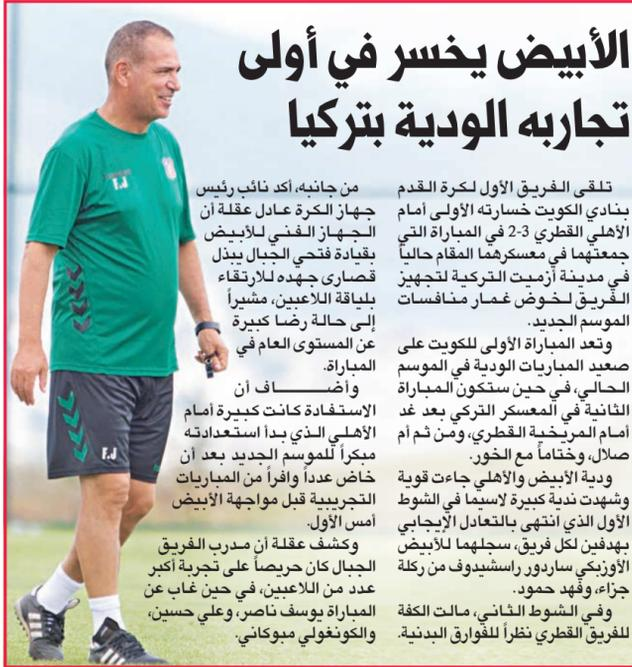 الأبيض يخسر في أولى
تجاربه الودية بتركيا
تلقى الفريق الأول لكرة القدم
بنادي الكويت خسارته الأولى أمام
الأهلي القطري 3-2 في المباراة التي
جمعتهما في معسكرهما المقام حالياً
في مدينة أزميت التركية لتجهيز
الفريق لخوض غمار منافسات
الموسم الجديد.
وتعد المباراة الأولى للكويت على
صعيد المباريات الودية في الموسم
الحالي، في حين ستكون المباراة
الثانية في المعسكر التركي بعد غد
أمام المريخية القطري، ومن ثم أم
صلال، وختاماً مع الخور.
ودية الأبيض والأهلي جاءت قوية
وشهدت ندية كبيرة لاسيما في الشوط
الأول الذي انتهى بالتعادل الإيجابي
بهدفين لكل فريق، سجلهما للأبيض
الأوزبكي ساردور راسشيدوف من ركلة
جزاء، وفهد حمود.
وفي الشوط الثاني، مالت الكفة
للفريق القطري نظراً للفوارق البدنية.
من جانبه، أكد نائب رئيس
جهاز الكرة عادل عقلة أن
الجهاز الفني للأبيض
بقيادة فتحي الجبال يبذل
قصارى جهده للارتقاء
بلياقة اللاعبين، مشيراً
إلى حالة رضا كبيرة
عن المستوى العام في
المباراة.
وأضاف أن
الاستفادة كانت كبيرة أمام
الأهلي الذي بدأ استعدادته
مبكراً للموسم الجديد بعد أن
خاض عدداً وافراً من المباريات
التجريبية قبل مواجهة الأبيض
أمس الأول.
وكشف عقلة أن مدرب الفريق
الجبال كان حريصاً على تجربة أكبر
عدد من اللاعبين، في حين غاب عن
المباراة يوسف ناصر، وعلي حسين،
والكونغولي مبوكاني.
F.J
F.J